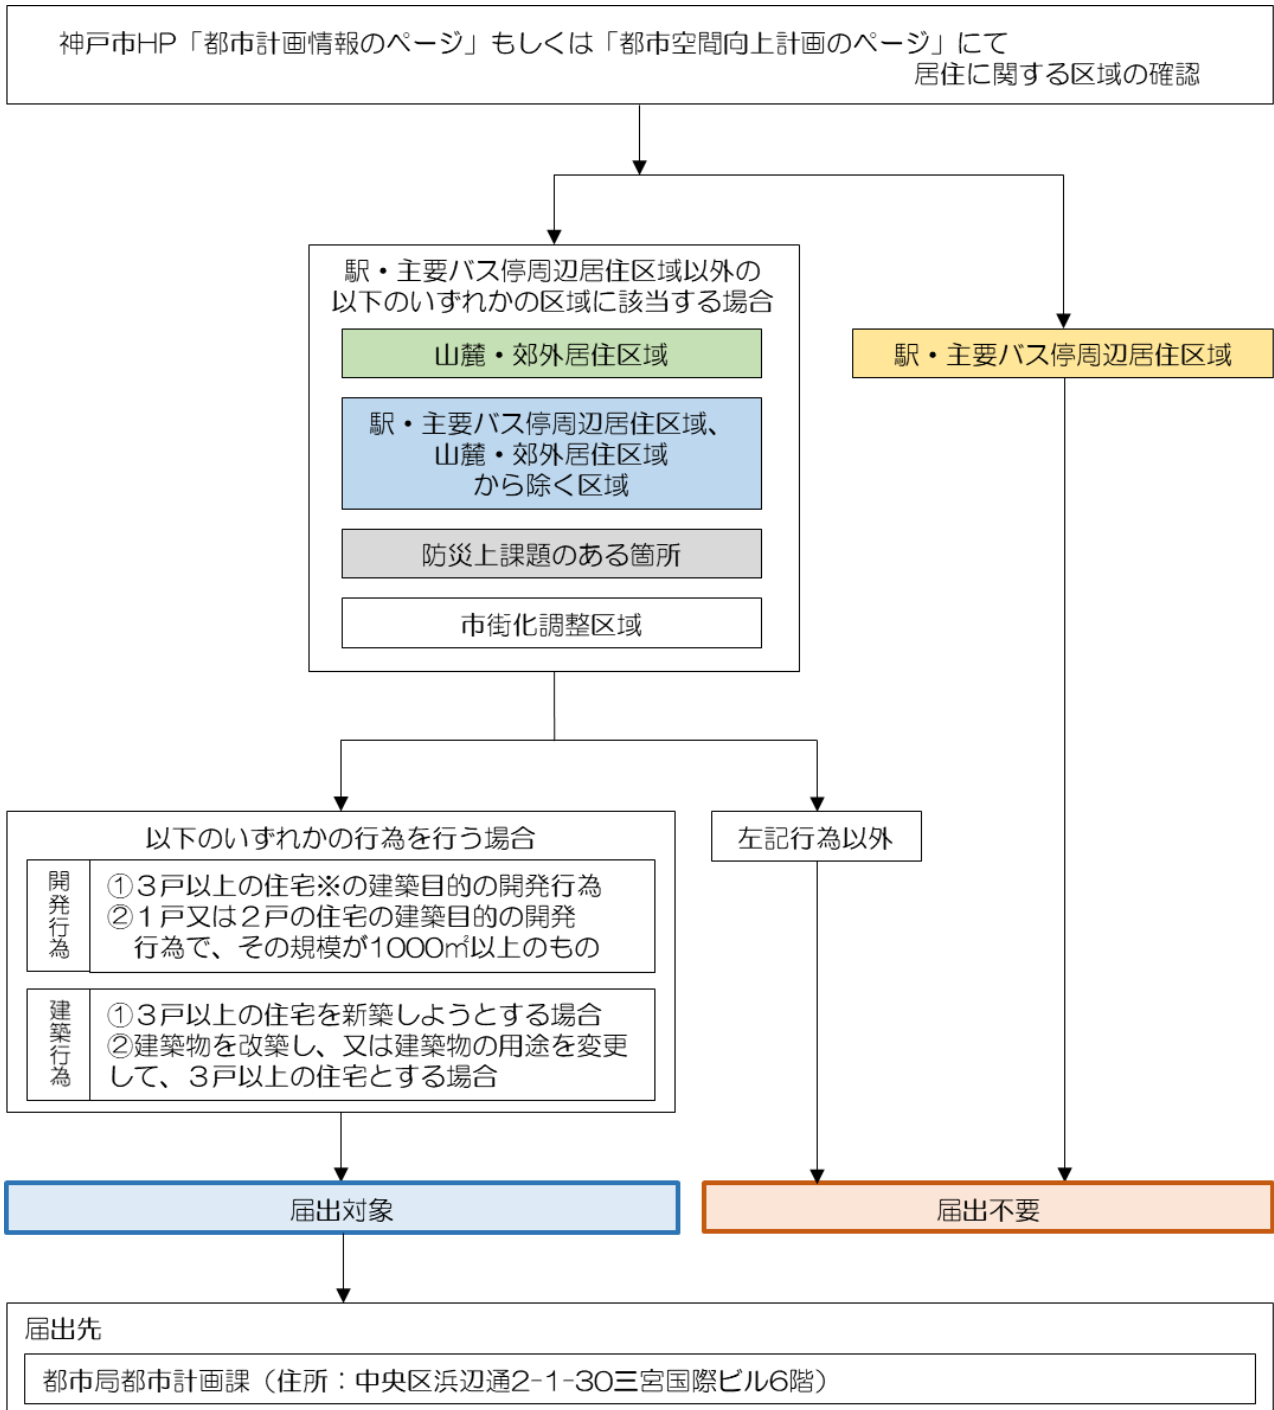 神戸市HP「都市計画情報のページ」もしくは「都市空間向上計画のページ」にて
居住に関する区域の確認
駅・主要バス停周辺居住区域以外の
以下のいずれかの区域に該当する場合
山麓・郊外居住区域
駅・主要バス停周辺居住区域、
山麓・郊外居住区域
から除く区域
防災上課題のある箇所
市街化調整区域
駅・主要バス停周辺居住区域
以下のいずれかの行為を行う場合
開発行為
①3戸以上の住宅※の建築目的の開発行為
②1戸又は2戸の住宅の建築目的の開発
行為で、その規模が1000㎡以上のもの
建築行為
①3戸以上の住宅を新築しようとする場合
②建築物を改築し、又は建築物の用途を変更
して、3戸以上の住宅とする場合
左記行為以外
届出対象
届出不要
届出先
都市局都市計画課（住所：中央区浜辺通2-1-30三宮国際ビル6階）